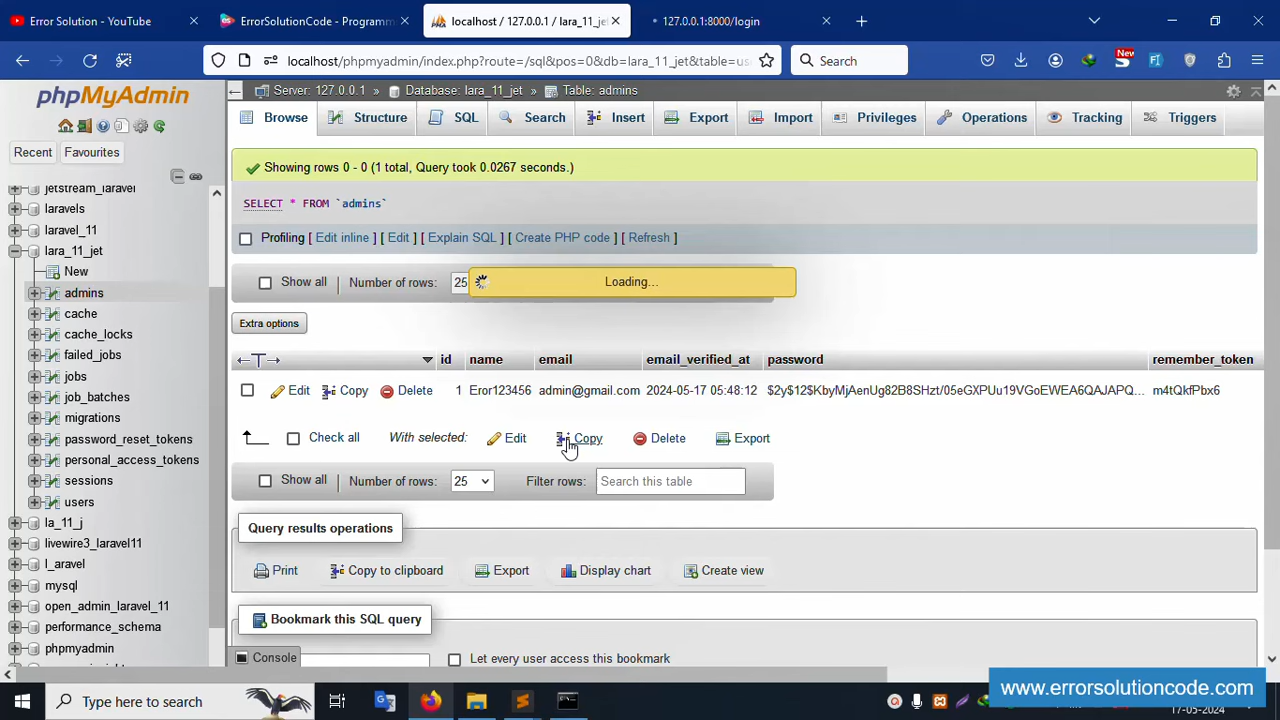 Error Solution - YouTube
ErrorSolutionCode - Programm
localhost / 127.0.0.1 / lara_11_je
127.0.0.1:8000/login
localhost/phpmyadmin/index.php?route=/sql&pos=0&db=lara_11_jet&table=us
Search
New
phpMyAdmin
Recent
Favourites
jetstream_laravel
laravels
laravel_11
lara_11_jet
New
admins
cache
cache_locks
failed_jobs
jobs
job_batches
migrations
password_reset_tokens
personal_access_tokens
sessions
users
la_11_j
livewire3_laravel11
l_aravel
mysql
open_admin_laravel_11
performance_schema
phpmyadmin
Server: 127.0.0.1 » Database: lara_11_jet » Table: admins
Browse Structure SQL Search Insert Export Import Privileges Operations Tracking Triggers
Showing rows 0 - 0 (1 total, Query took 0.0267 seconds.)
SELECT * FROM `admins`
Profiling [ Edit inline ] [ Edit ] [ Explain SQL ] [ Create PHP code ] [ Refresh ]
Show all Number of rows: 25
Loading...
Extra options
←T→ id name email email_verified_at password remember_token
Edit Copy Delete 1 Eror123456 admin@gmail.com 2024-05-17 05:48:12 $2y$12$KbyMjAenUg82B8SHzt/05eGXPUu19VGoEWEA6QAJAPQ... m4tQkfPbx6
Check all With selected: Edit Copy Delete Export
Show all Number of rows: 25 Filter rows: Search this table
Query results operations
Print Copy to clipboard Export Display chart Create view
Bookmark this SQL query
Console
Let every user access this bookmark
www.errorsolutioncode.com
Type here to search
17-05-2024